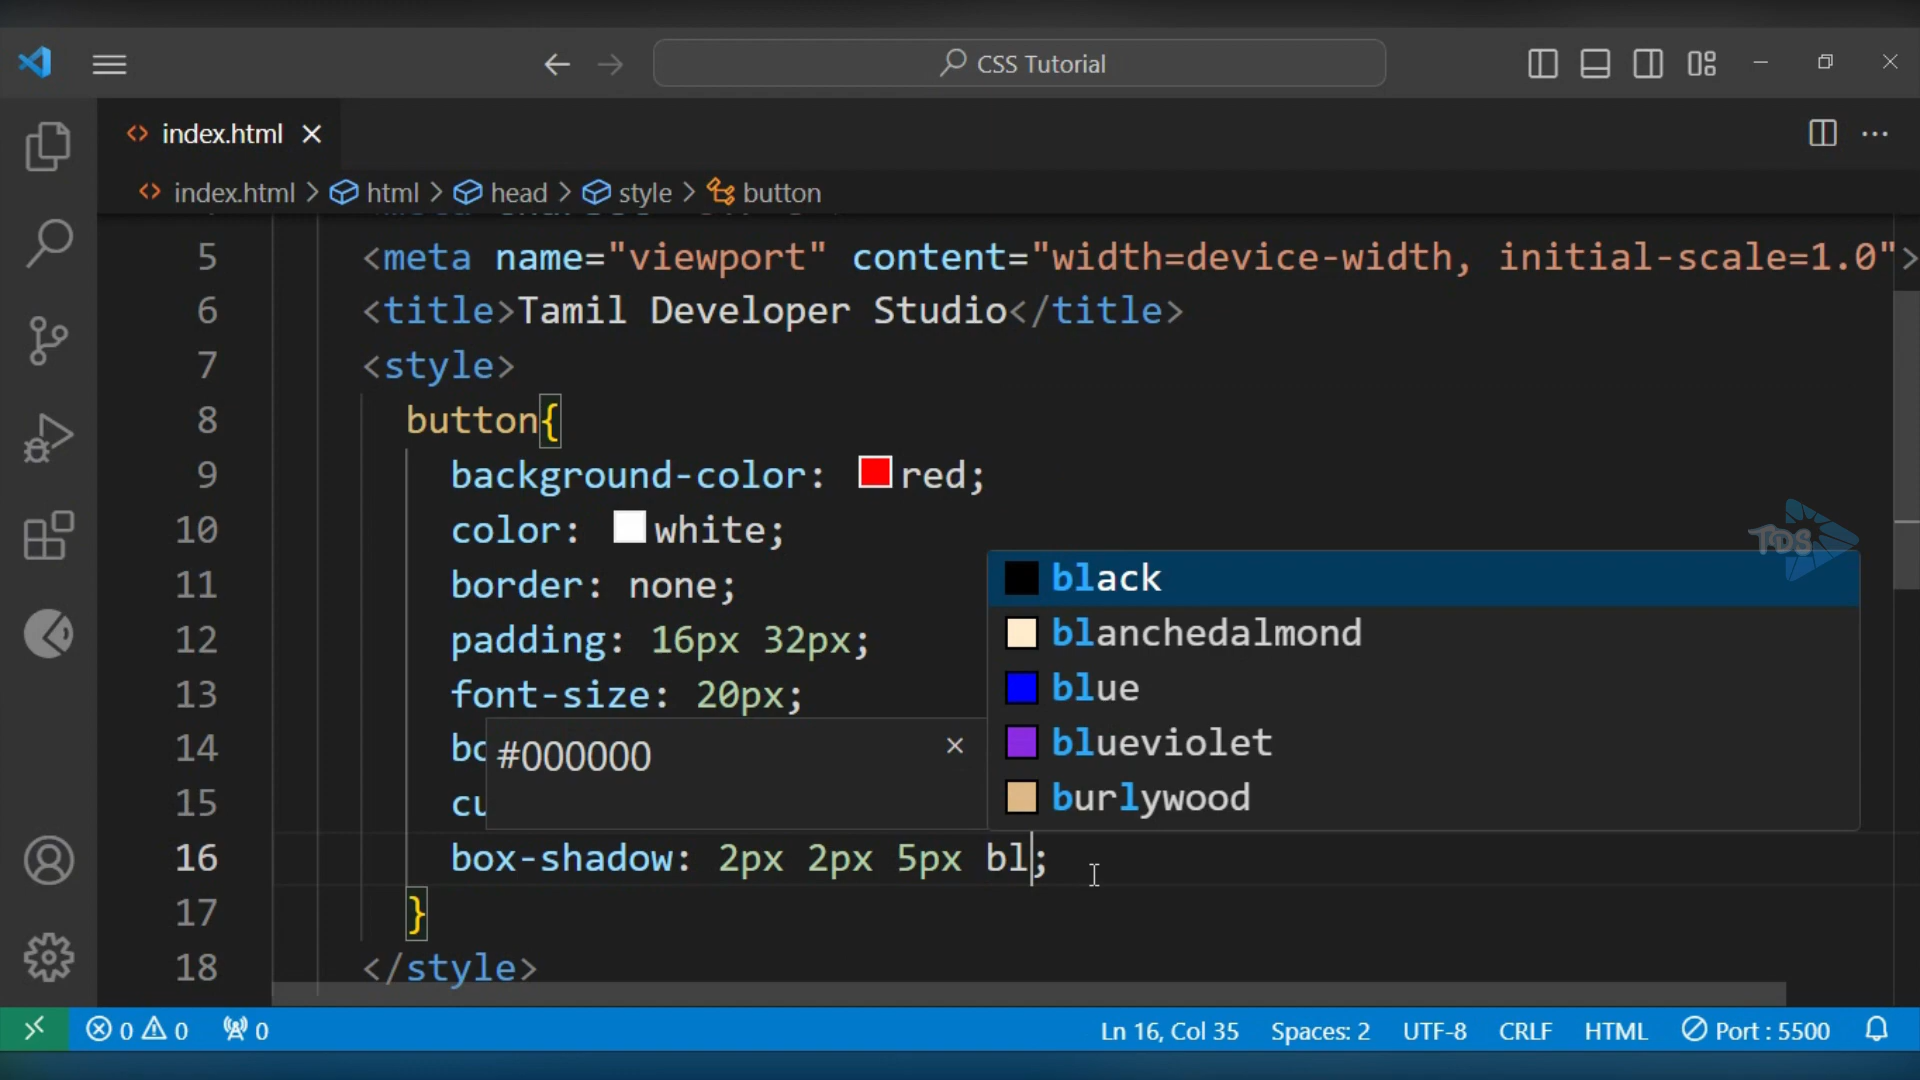 CSS Tutorial
index.html
index.html > html > head > style > button
5 <meta name="viewport" content="width=device-width, initial-scale=1.0">
6 <title>Tamil Developer Studio</title>
7 <style>
8 button{
9 background-color: red;
10 color: white;
11 border: none;
12 padding: 16px 32px;
13 font-size: 20px;
14
15 cu
16 box-shadow: 2px 2px 5px bl;
17 }
18 </style>
black
blanchedalmond
blue
blueviolet
burlywood
#000000
TDS
0 0 0 Ln 16, Col 35 Spaces: 2 UTF-8 CRLF HTML Port : 5500